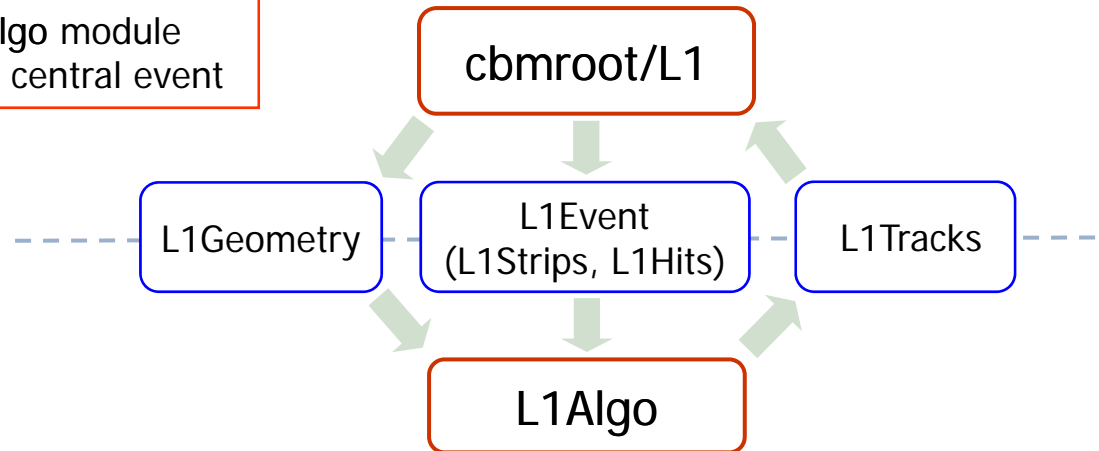 lgo module
central event
cbmroot/L1
L1Geometry
L1Event
(L1Strips, L1Hits)
L1Tracks
L1Algo